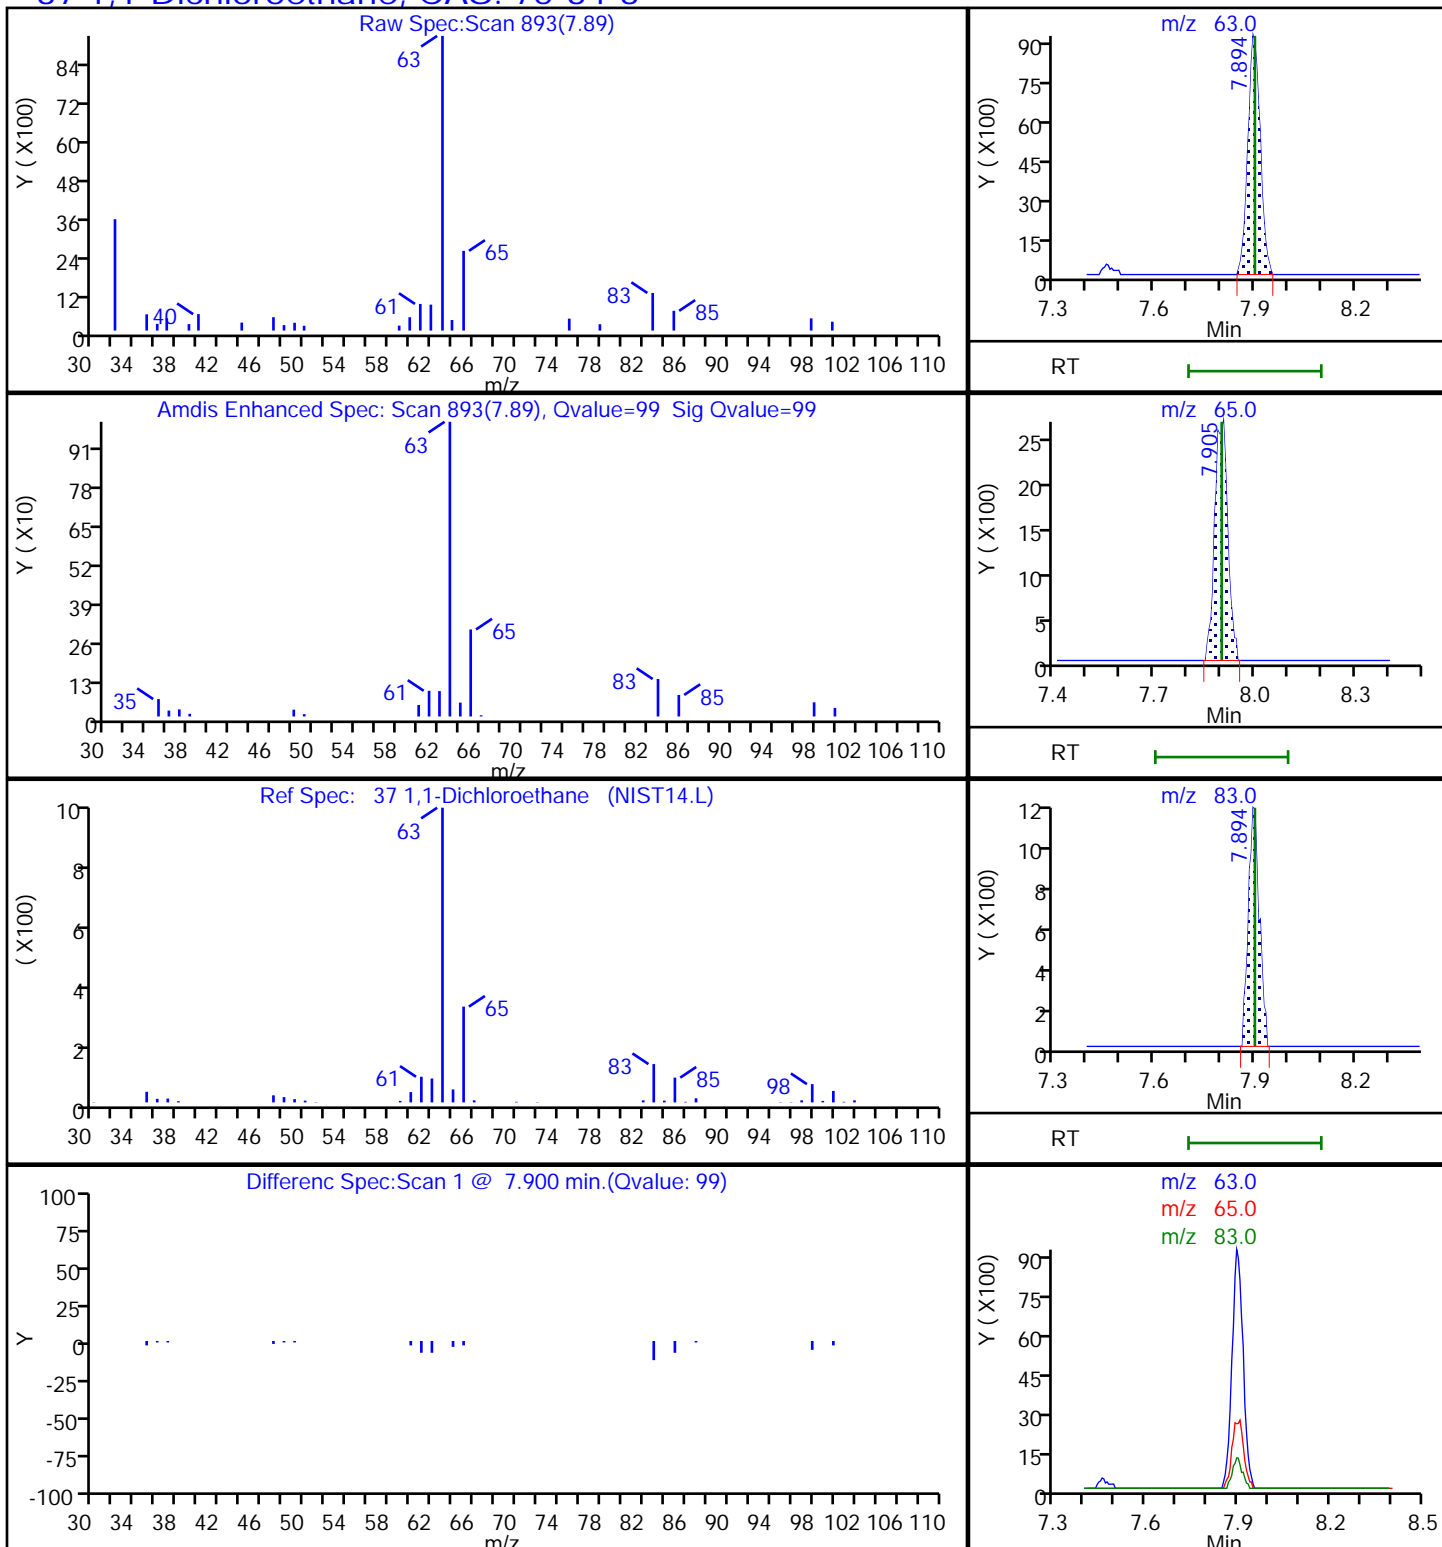 37 1,1-Dichloroethane, CAS: 75-34-3
Raw Spec:Scan 893(7.89)
Y ( X100)
84
72
60
48
36
24
12
0
63
65
40
61
83
85
30 34 38 42 46 50 54 58 62 66 70 74 78 82 86 90 94 98 102 106 110
m/z
m/z 63.0
Y ( X100)
90
75
60
45
30
15
0
7.894
7.3 7.6 7.9 8.2
Min
RT
Amdis Enhanced Spec: Scan 893(7.89), Qvalue=99 Sig Qvalue=99
Y ( X10)
91
78
65
52
39
26
13
0
63
65
35
61
83
85
30 34 38 42 46 50 54 58 62 66 70 74 78 82 86 90 94 98 102 106 110
m/z
m/z 65.0
Y ( X100)
25
20
15
10
5
0
7.905
7.4 7.7 8.0 8.3
Min
RT
Ref Spec: 37 1,1-Dichloroethane (NIST14.L)
( X100)
10
8
6
4
2
0
63
65
61
83
85
98
30 34 38 42 46 50 54 58 62 66 70 74 78 82 86 90 94 98 102 106 110
m/z 83.0
Y ( X100)
12
10
8
6
4
2
0
7.894
7.3 7.6 7.9 8.2
Min
RT
Differenc Spec:Scan 1 @ 7.900 min.(Qvalue: 99)
Y
100
75
50
25
0
-25
-50
-75
-100
30 34 38 42 46 50 54 58 62 66 70 74 78 82 86 90 94 98 102 106 110
m/z
m/z 63.0
m/z 65.0
m/z 83.0
Y ( X100)
90
75
60
45
30
15
0
7.3 7.6 7.9 8.2 8.5
Min